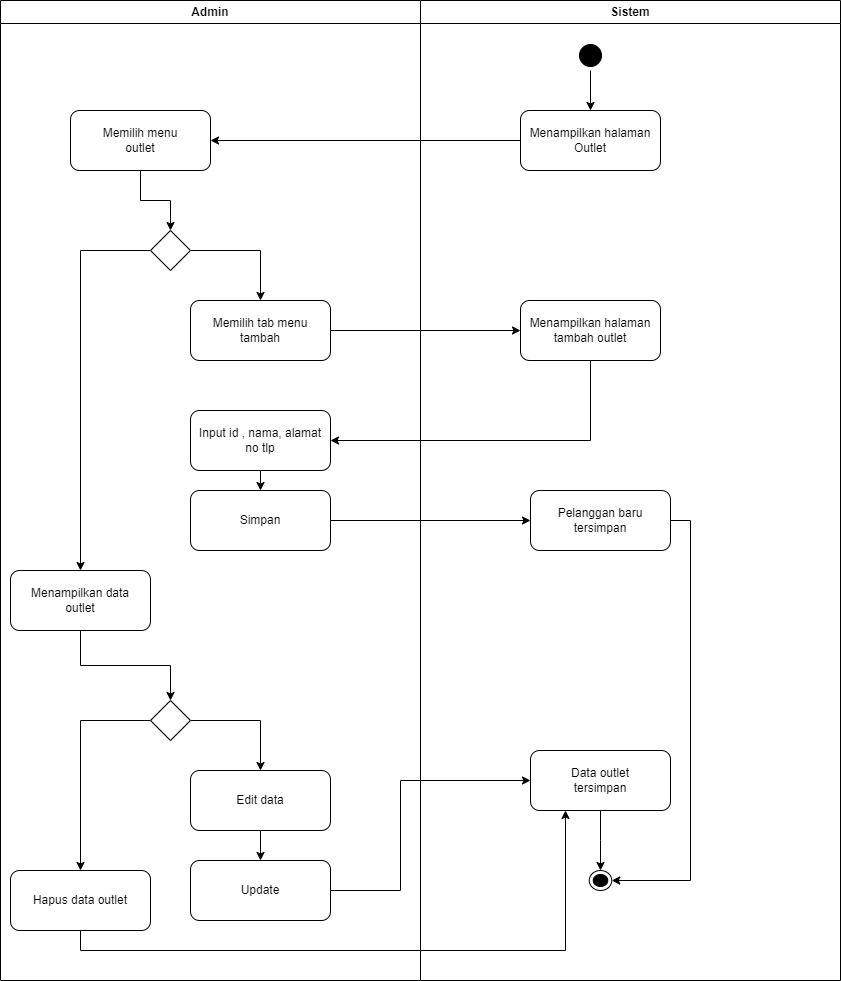 Admin
Sistem
Memilih menu
outlet
Menampilkan halaman
Outlet
Memilih tab menu
tambah
Menampilkan halaman
tambah outlet
Input id , nama, alamat
no tlp
Simpan
Pelanggan baru
tersimpan
Menampilkan data
outlet
Edit data
Data outlet
tersimpan
Hapus data outlet
Update